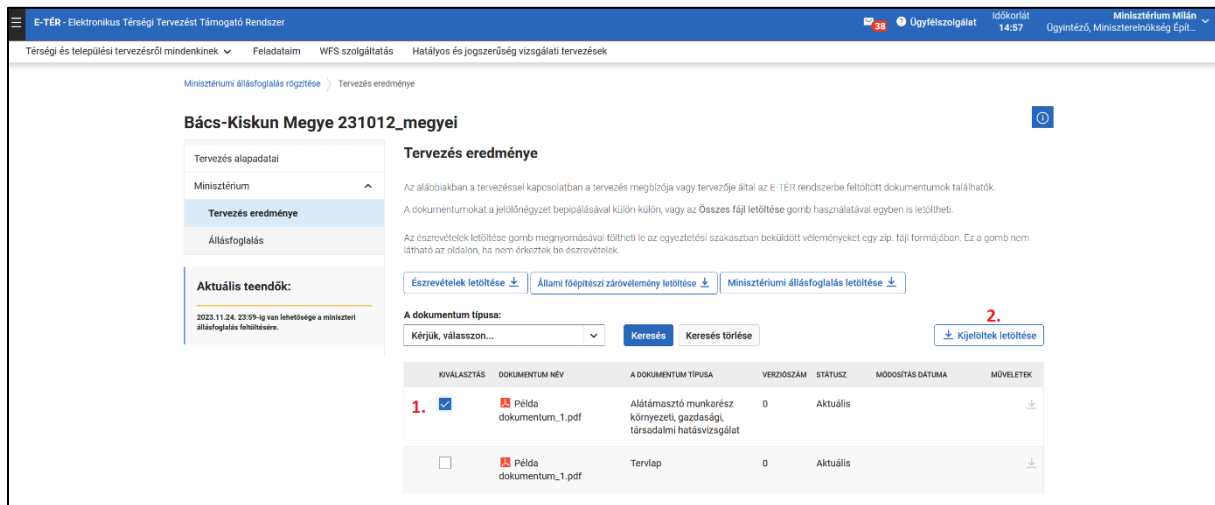 E-TÉR - Elektronikus Térségi Tervezést Támogató Rendszer
38
Ügyfélszolgálat
Időkorlát
14:57
Minisztérium Milán
Ügyintéző, Miniszterelnökség Épít...
Térségi és települési tervezésről mindenkinek
Feladataim
WFS szolgáltatás
Hatályos és jogszerűség vizsgálati tervezések
Minisztériumi állásfoglalás rögzítése
Tervezés eredménye
Bács-Kiskun Megye 231012_megyei
Tervezés alapadatai
Minisztérium
Tervezés eredménye
Állásfoglalás
Aktuális teendők:
2023.11.24. 23:59-ig van lehetősége a miniszteri
állásfoglalás feltöltésére.
Tervezés eredménye
Az alábbiakban a tervezéssel kapcsolatban a tervezés megbízója vagy tervezője által az E-TÉR rendszerbe feltöltött dokumentumok találhatók.
A dokumentumokat a jelölőnégyzet bepipálásával külön-külön, vagy az Összes fájl letöltése gomb használatával egyben is letöltheti.
Az észrevételek letöltése gomb megnyomásával töltheti le az egyeztetési szakaszban beküldött véleményeket egy zip. fájl formájában. Ez a gomb nem
látható az oldalon, ha nem érkeztek be észrevételek.
Észrevételek letöltése
Állami főépítészi záróvélemény letöltése
Minisztériumi állásfoglalás letöltése
A dokumentum típusa:
Kérjük, válasszon...
Keresés
Keresés törlése
2.
Kijelöltek letöltése
KIVÁLASZTÁS
DOKUMENTUM NÉV
A DOKUMENTUM TÍPUSA
VERZIÓSZÁM
STÁTUSZ
MÓDOSÍTÁS DÁTUMA
MŰVELETEK
1.
Példa
dokumentum_1.pdf
Alátámasztó munkarész
környezeti, gazdasági,
társadalmi hatásvizsgálat
0
Aktuális
Példa
dokumentum_1.pdf
Tervlap
0
Aktuális